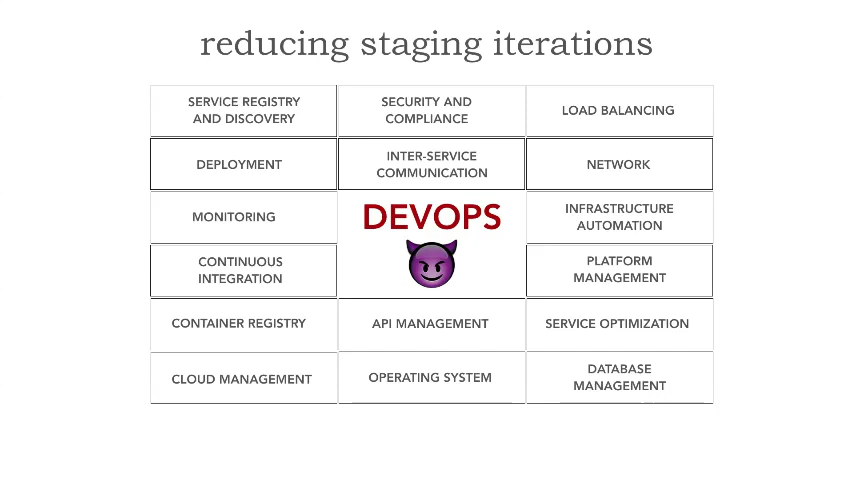 reducing staging iterations
SERVICE REGISTRY
AND DISCOVERY
SECURITY AND
COMPLIANCE
LOAD BALANCING
DEPLOYMENT
INTER-SERVICE
COMMUNICATION
NETWORK
MONITORING
DEVOPS
INFRASTRUCTURE
AUTOMATION
CONTINUOUS
INTEGRATION
PLATFORM
MANAGEMENT
CONTAINER REGISTRY
API MANAGEMENT
SERVICE OPTIMIZATION
CLOUD MANAGEMENT
OPERATING SYSTEM
DATABASE
MANAGEMENT